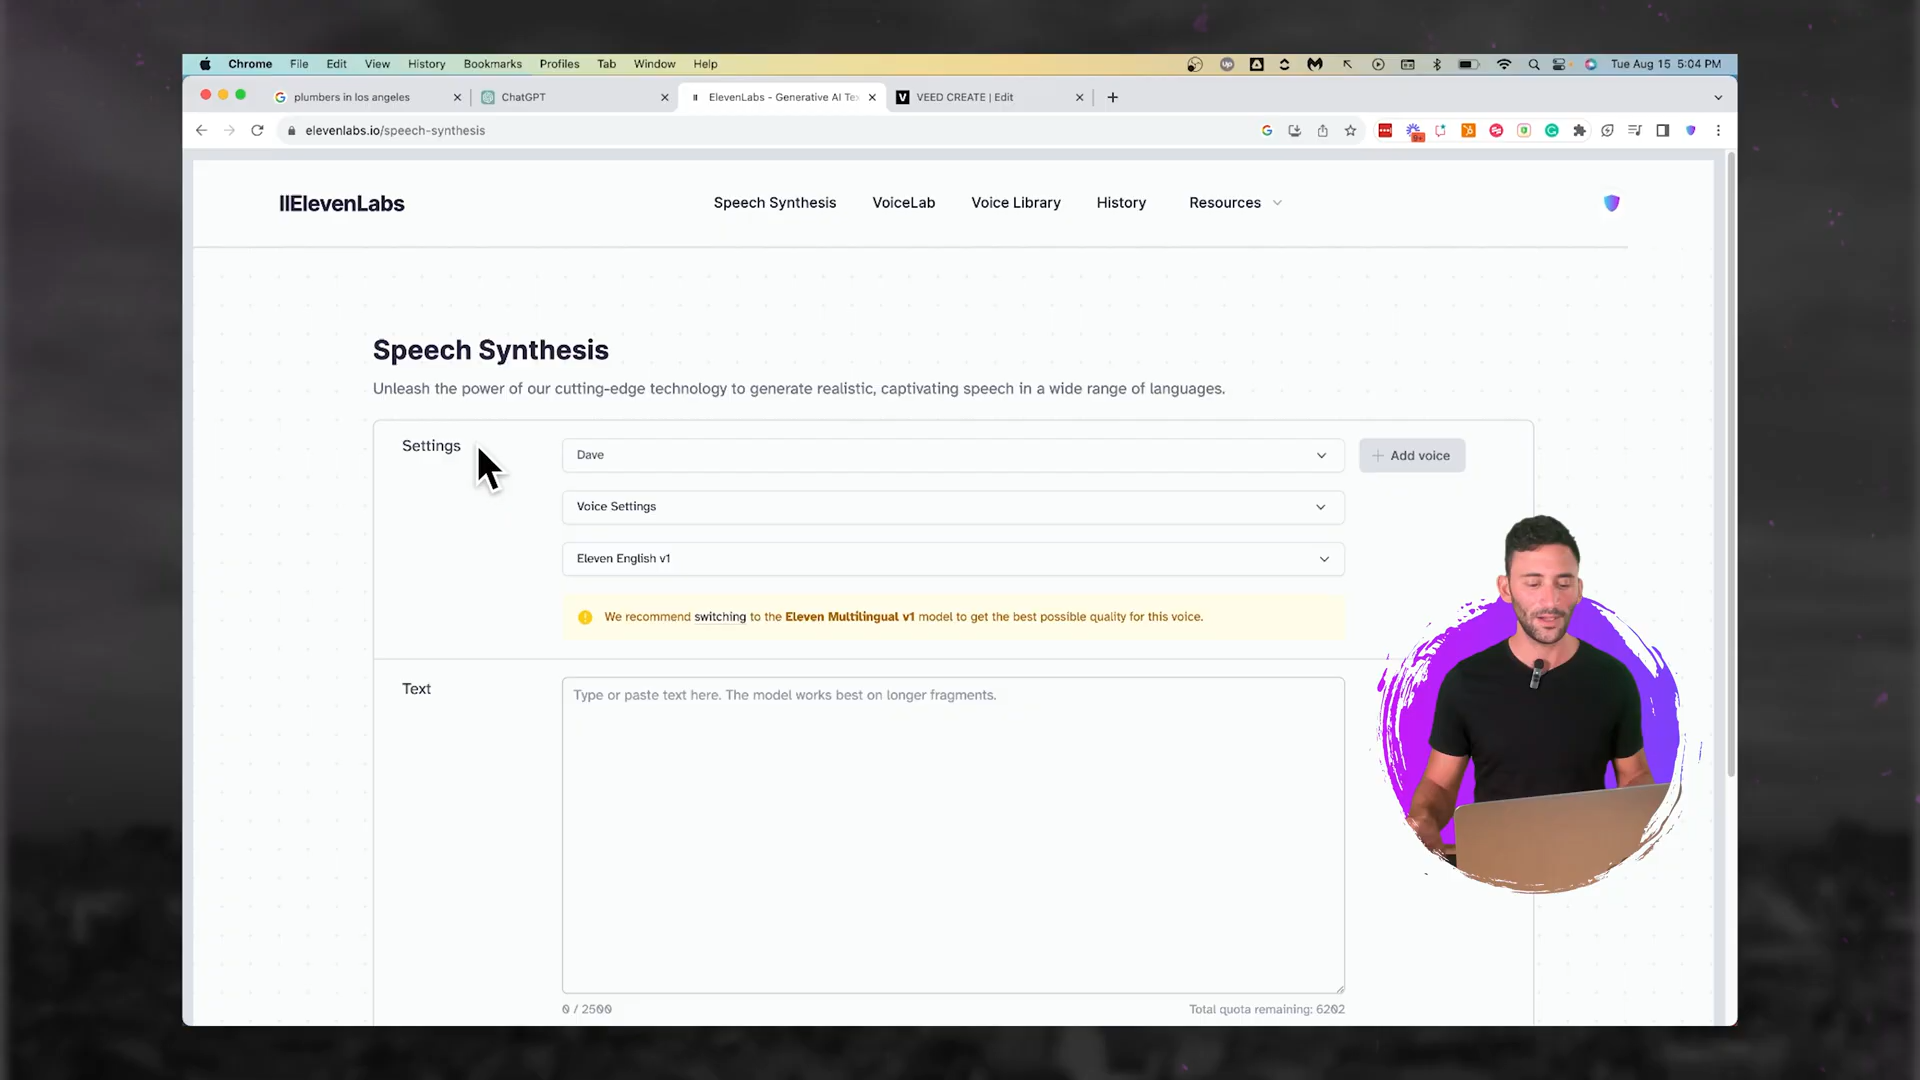 Chrome File Edit View History Bookmarks Profiles Tab Window Help Tue Aug 15 5:04 PM
plumbers in los angeles ChatGPT ElevenLabs - Generative AI Tex VEED CREATE | Edit
elevenlabs.io/speech-synthesis 9+
IIElevenLabs Speech Synthesis VoiceLab Voice Library History Resources
Speech Synthesis
Unleash the power of our cutting-edge technology to generate realistic, captivating speech in a wide range of languages.
Settings Dave + Add voice
Voice Settings
Eleven English v1
We recommend switching to the Eleven Multilingual v1 model to get the best possible quality for this voice.
Text Type or paste text here. The model works best on longer fragments.
0 / 2500 Total quota remaining: 6202